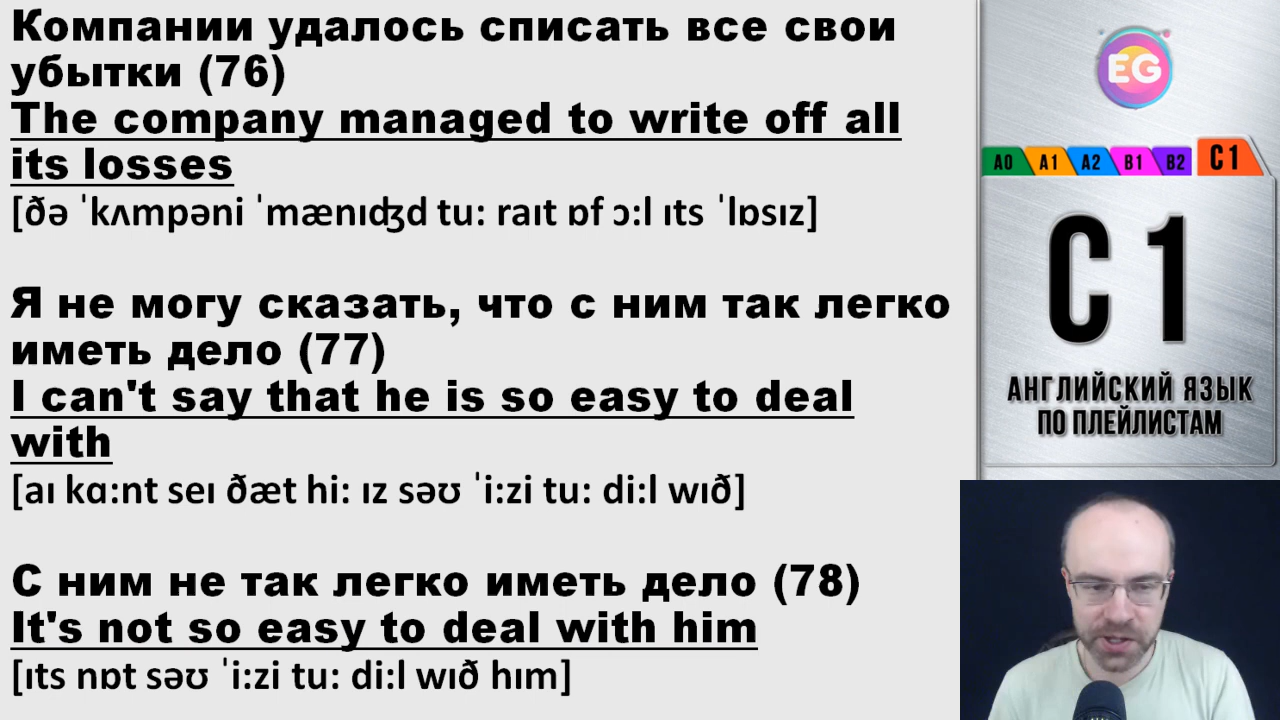 Компании удалось списать все свои
убытки (76)
The company managed to write off all
its losses
[ðə ˈkʌmpəni ˈmænɪʤd tu: raɪt ɒf ɔ:l ɪts ˈlɒsɪz]
Я не могу сказать, что с ним так легко
иметь дело (77)
I can't say that he is so easy to deal
with
[aɪ kɑ:nt seɪ ðæt hi: ɪz səʊ ˈi:zi tu: di:l wɪð]
С ним не так легко иметь дело (78)
It's not so easy to deal with him
[ɪts nɒt səʊ ˈi:zi tu: di:l wɪð hɪm]
EG
A0 A1 A2 B1 B2 C1
C1
АНГЛИЙСКИЙ ЯЗЫК
ПО ПЛЕЙЛИСТАМ